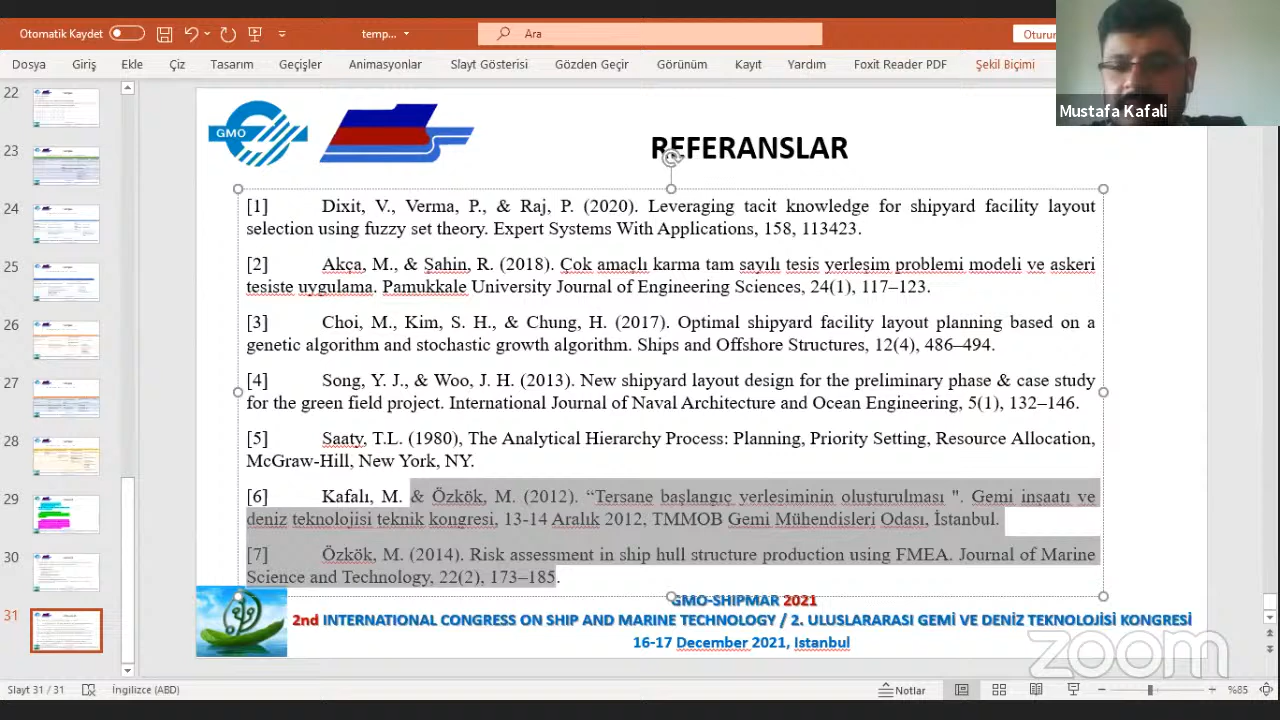 Otomatik Kaydet
temp...
Ara
Oturum
Dosya Giriş Ekle Çiz Tasarım Geçişler Animasyonlar Slayt Gösterisi Gözden Geçir Görünüm Kayıt Yardım Foxit Reader PDF Şekil Biçimi
Mustafa Kafali
22
23
24
25
26
27
28
29
30
31
GMO
REFERANSLAR
[1] Dixit, V., Verma, P., & Raj, P. (2020). Leveraging tacit knowledge for shipyard facility layout
selection using fuzzy set theory. Expert Systems With Applications, 158, 113423.
[2] Akça, M., & Şahin, R. (2018). Çok amaçlı karma tam sayılı tesis yerleşim problemi modeli ve askeri
tesiste uygulama. Pamukkale University Journal of Engineering Sciences, 24(1), 117–123.
[3] Choi, M., Kim, S. H., & Chung, H. (2017). Optimal shipyard facility layout planning based on a
genetic algorithm and stochastic growth algorithm. Ships and Offshore Structures, 12(4), 486–494.
[4] Song, Y. J., & Woo, J. H. (2013). New shipyard layout design for the preliminary phase & case study
for the green field project. International Journal of Naval Architecture and Ocean Engineering, 5(1), 132–146.
[5] Saaty, T.L. (1980), The Analytical Hierarchy Process: Planning, Priority Setting, Resource Allocation,
McGraw-Hill, New York, NY.
[6] Kafalı, M. & Özkök, M. (2012). “Tersane başlangıç yerleşiminin oluşturulması ". Gemi inşaatı ve
deniz teknolojisi teknik kongresi, 13-14 Aralık 2012, TMMOB Gemi Mühendisleri Odası, İstanbul.
[7] Özkök, M. (2014). Risk assessment in ship hull structure production using FMEA. Journal of Marine
Science and Technology, 22(2), 173–185.
GMO-SHIPMAR 2021
2nd INTERNATIONAL CONGRESS ON SHIP AND MARINE TECHNOLOGY / 2. ULUSLARARASI GEMİ VE DENİZ TEKNOLOJİSİ KONGRESİ
16-17 December 2021, İstanbul
zoom
Slayt 31 / 31 İngilizce (ABD) Notlar %85